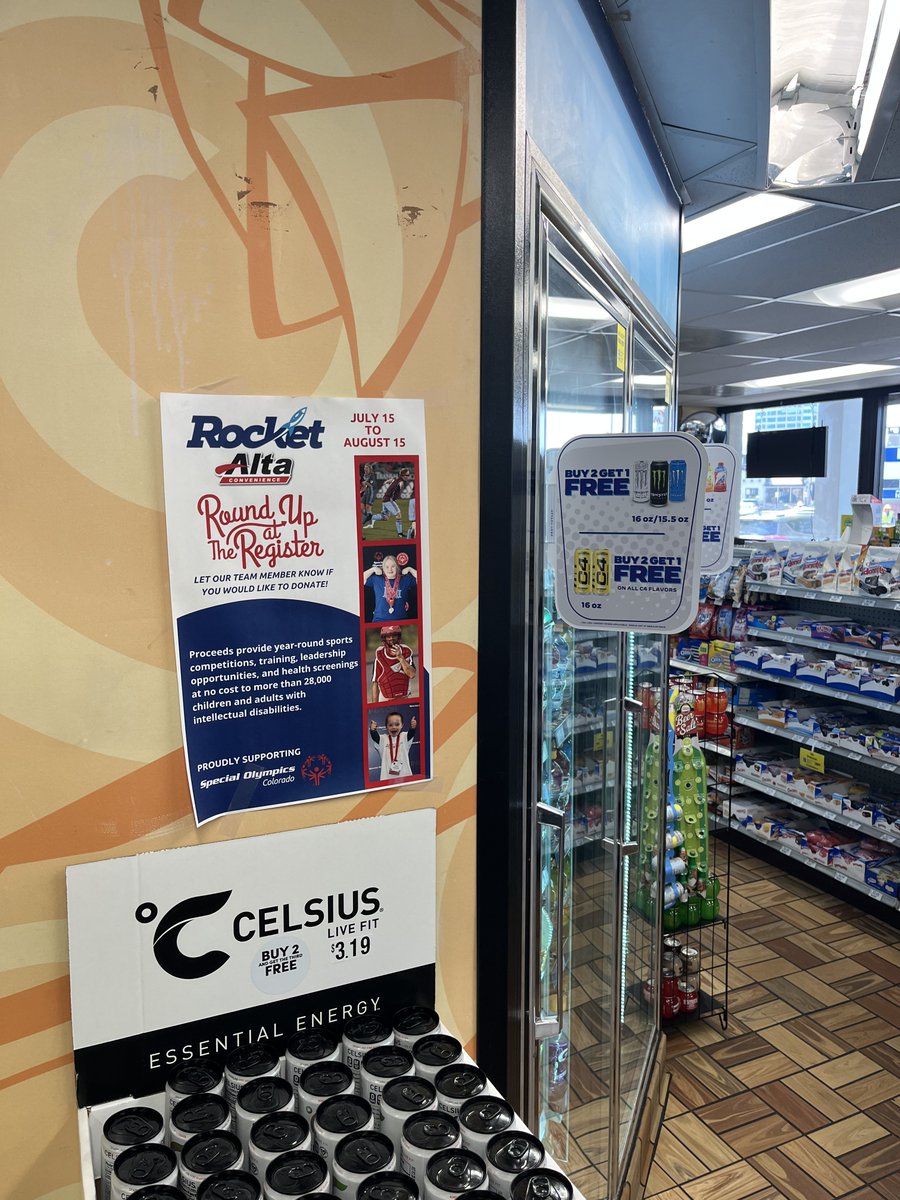 Rocket
Alta
CONVENIENCE
JULY 15
TO
AUGUST 15
Round Up
at
The Register
LET OUR TEAM MEMBER KNOW IF
YOU WOULD LIKE TO DONATE!
Proceeds provide year-round sports
competitions, training, leadership
opportunities, and health screenings
at no cost to more than 28,000
children and adults with
intellectual disabilities.
PROUDLY SUPPORTING
Special Olympics
Colorado
CELSIUS
LIVE FIT
BUY 2
AND GET THE THIRD
FREE
$3.19
ESSENTIAL ENERGY
BUY 2 GET 1
FREE
16 oz/15.5 oz
C4
C4
BUY 2 GET 1
FREE
ON ALL C4 FLAVORS
16 oz